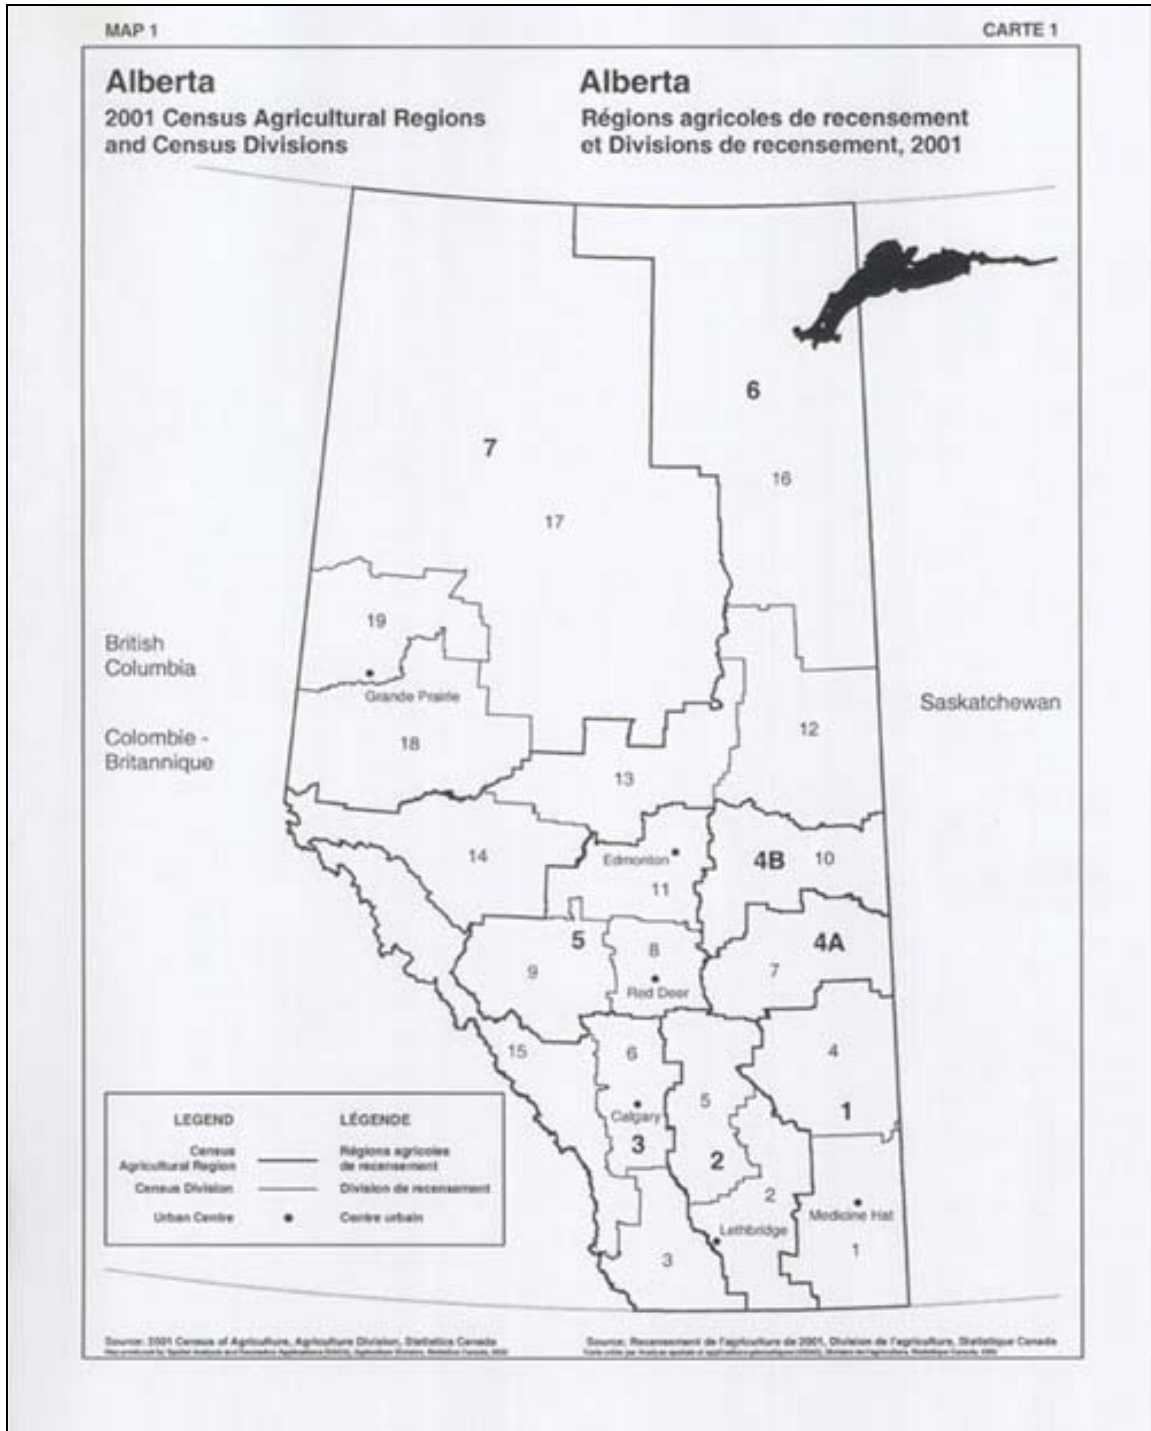 MAP 1
CARTE 1
Alberta
2001 Census Agricultural Regions
and Census Divisions
Alberta
Régions agricoles de recensement
et Divisions de recensement, 2001
6
7
16
17
19
British
Columbia
Grande Prairie
Saskatchewan
12
18
Colombie -
Britannique
13
14
Edmonton
4B
10
11
5
8
4A
9
7
Red Deer
15
6
4
5
1
Calgary
3
2
2
Medicine Hat
Lethbridge
3
1
LEGEND
LÉGENDE
Census
Agricultural Region
Régions agricoles
de recensement
Census Division
Division de recensement
Urban Centre
Centre urbain
Source: 2001 Census of Agriculture, Agriculture Division, Statistics Canada
Source: Recensement de l'agriculture de 2001, Division de l'agriculture, Statistique Canada